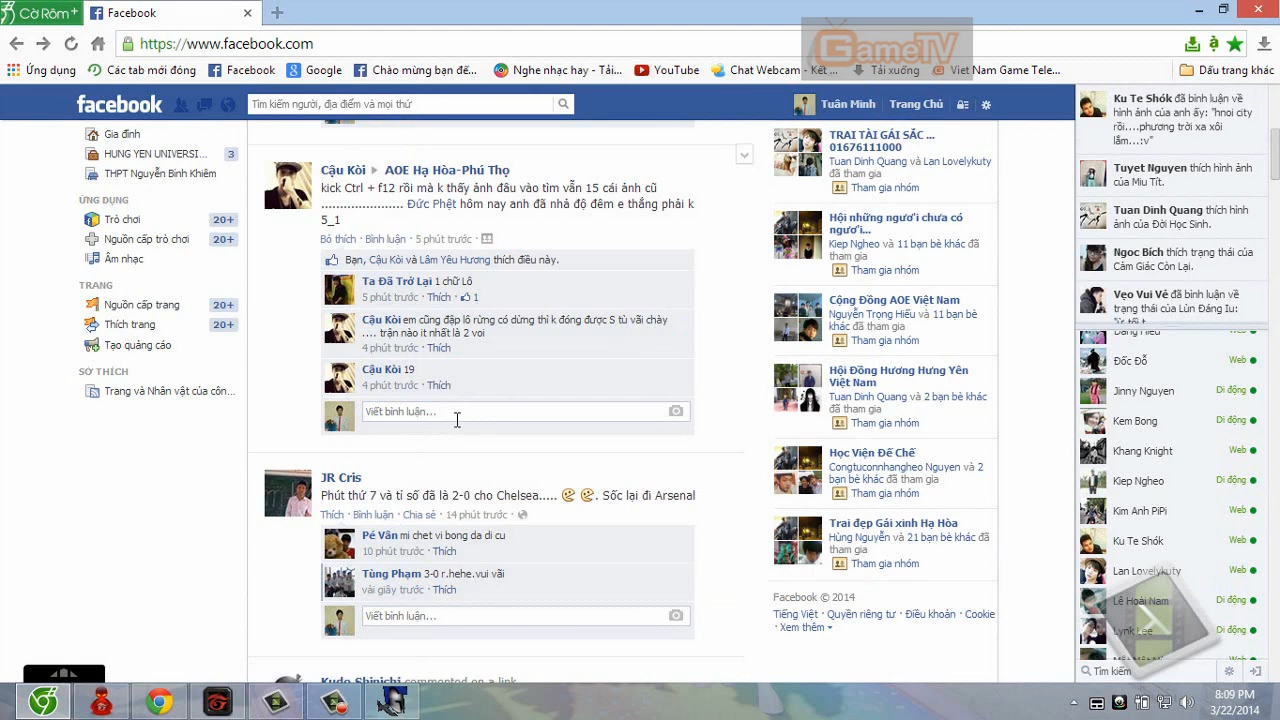 Cờ Rôm+
Facebook
GameTV
https://www.facebook.com
Ứng dụng
Các tab mới đóng
Facebook
Google
Chào mừng bạn để...
Nghe nhạc hay - Tải...
YouTube
Chat Webcam - Kết ...
Tải xuống
Viet Nam Game Tele...
Dấu trang khác
facebook
Tìm kiếm người, địa điểm và mọi thứ
Tuân Minh
Trang Chủ
Gia đình
HUNG YEN UNIVERSI... 3
THPT Nguyễn Bỉnh Khiêm
ỨNG DỤNG
Trò chơi 20+
Nguồn cấp trò chơi 20+
Âm nhạc
TRANG
Nguồn cấp trang 20+
Thích trang 20+
Tạo quảng cáo
SỞ THÍCH
Trang và Nhân vật của côn...
Cậu Kòi AOE Hạ Hòa-Phú Thọ
kick Ctrl + f12 rồi mà k thấy ảnh đâu vào tìm vẫn 15 cái ảnh cũ
...................... Đức Phệt hôm nay anh đã nhà độ đêm e thắng phải k
5_1
Bỏ thích · Bình luận · 5 phút trước ·
Bạn, Cậu Kòi và Lâm Yêu Hương thích điều này.
Ta Đã Trở Lại 1 chữ Lô
5 phút trước · Thích · 1
Cậu Kòi em cũng đập lô rừng có dừng thì k đóng được S tù vãi chày
.... trận nào ít nhất là 2 voi
4 phút trước · Thích
Cậu Kòi 19
4 phút trước · Thích
Viết bình luận...
JR Cris
Phút thứ 7 và tỉ số đã là 2-0 cho Chelsea..... . Sốc lại đi Arsenal
Thích · Bình luận · Chia sẻ · 14 phút trước ·
Pé Vân mi chet vi bong da di cu
10 phút trước · Thích
Tùng Phạm 3-0 r.hehe.vui vãi
vài giây trước · Thích
Viết bình luận...
Kudo Shinichi commented on a link.
TRAI TÀI GÁI SẮC ...
01676111000
Tuan Dinh Quang và Lan Lovelykuty
đã tham gia
Tham gia nhóm
Hội những ngươ'i chưa có
ngươ'i...
Kiep Ngheo và 11 bạn bè khác đã
tham gia
Tham gia nhóm
Cộng Đồng AOE Việt Nam
Nguyễn Trọng Hiếu và 11 bạn bè
khác đã tham gia
Tham gia nhóm
Hội Đồng Hương Hưng Yên
Việt Nam
Tuan Dinh Quang và 2 bạn bè khác
đã tham gia
Tham gia nhóm
Học Viện Đế Chế
Congtuconnhangheo Nguyen và 2
bạn bè khác đã tham gia
Tham gia nhóm
Trai đẹp Gái xinh Hạ Hòa
Hùng Nguyễn và 21 bạn bè khác đã
tham gia
Tham gia nhóm
Facebook © 2014
Tiếng Việt · Quyền riêng tư · Điều khoản · Cookie
· Xem thêm
Ku Te Shók đã bình luận về
hình ảnh của anh ấy: "hnoi city
rồi....phương trời xa xôi
lắm...:v"
Tuyet Nguyen thích hình ảnh
của Miu Tít.
Tuan Dinh Quang thích hình
ảnh của Đời Học Sinh.
Ngoc Bích thích trạng thái của
Cảm Giác Còn Lại.
Vẹo Vui Vẻ đã bình luận về
trạng thái của Lùn Đáng Iu:
Web
Đốc Đỗ Web
Jinny Nguyen Di động
Kem Bong Di động
Khang Knight Web
Kiep Ngheo Web
Kim Anh PiPi Web
Ku Te Shók Web
Lan Lovelykuty Web
Lê Hoài Nam Di động
Di động
Web
Tìm kiếm
8:09 PM
3/22/2014